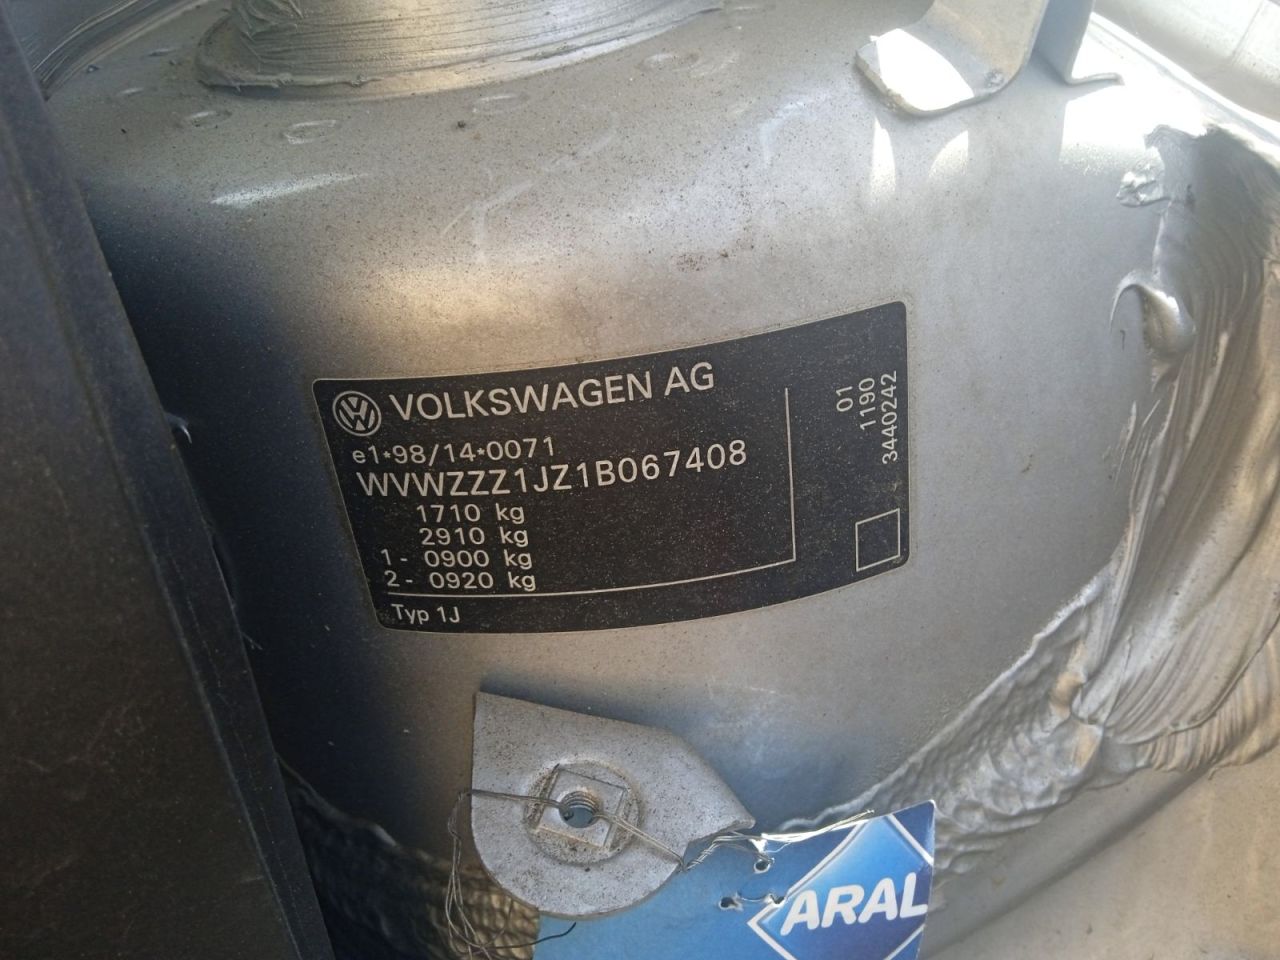 VOLKSWAGEN AG
e1*98/14*0071
WVWZZZ1JZ1B067408
1710 kg
2910 kg
1- 0900 kg
2- 0920 kg
Typ 1J
01
1190
3440242
ARAL